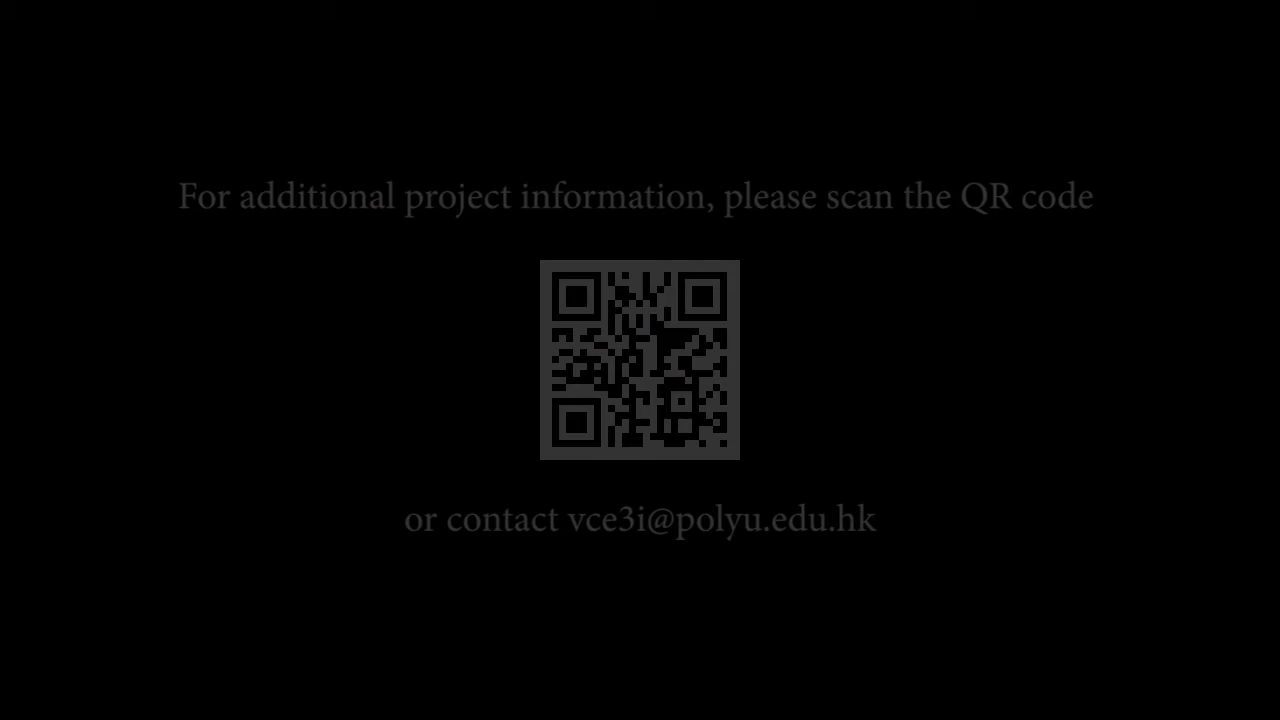 For additional project information, please scan the QR code
or contact vce3i@polyu.edu.hk